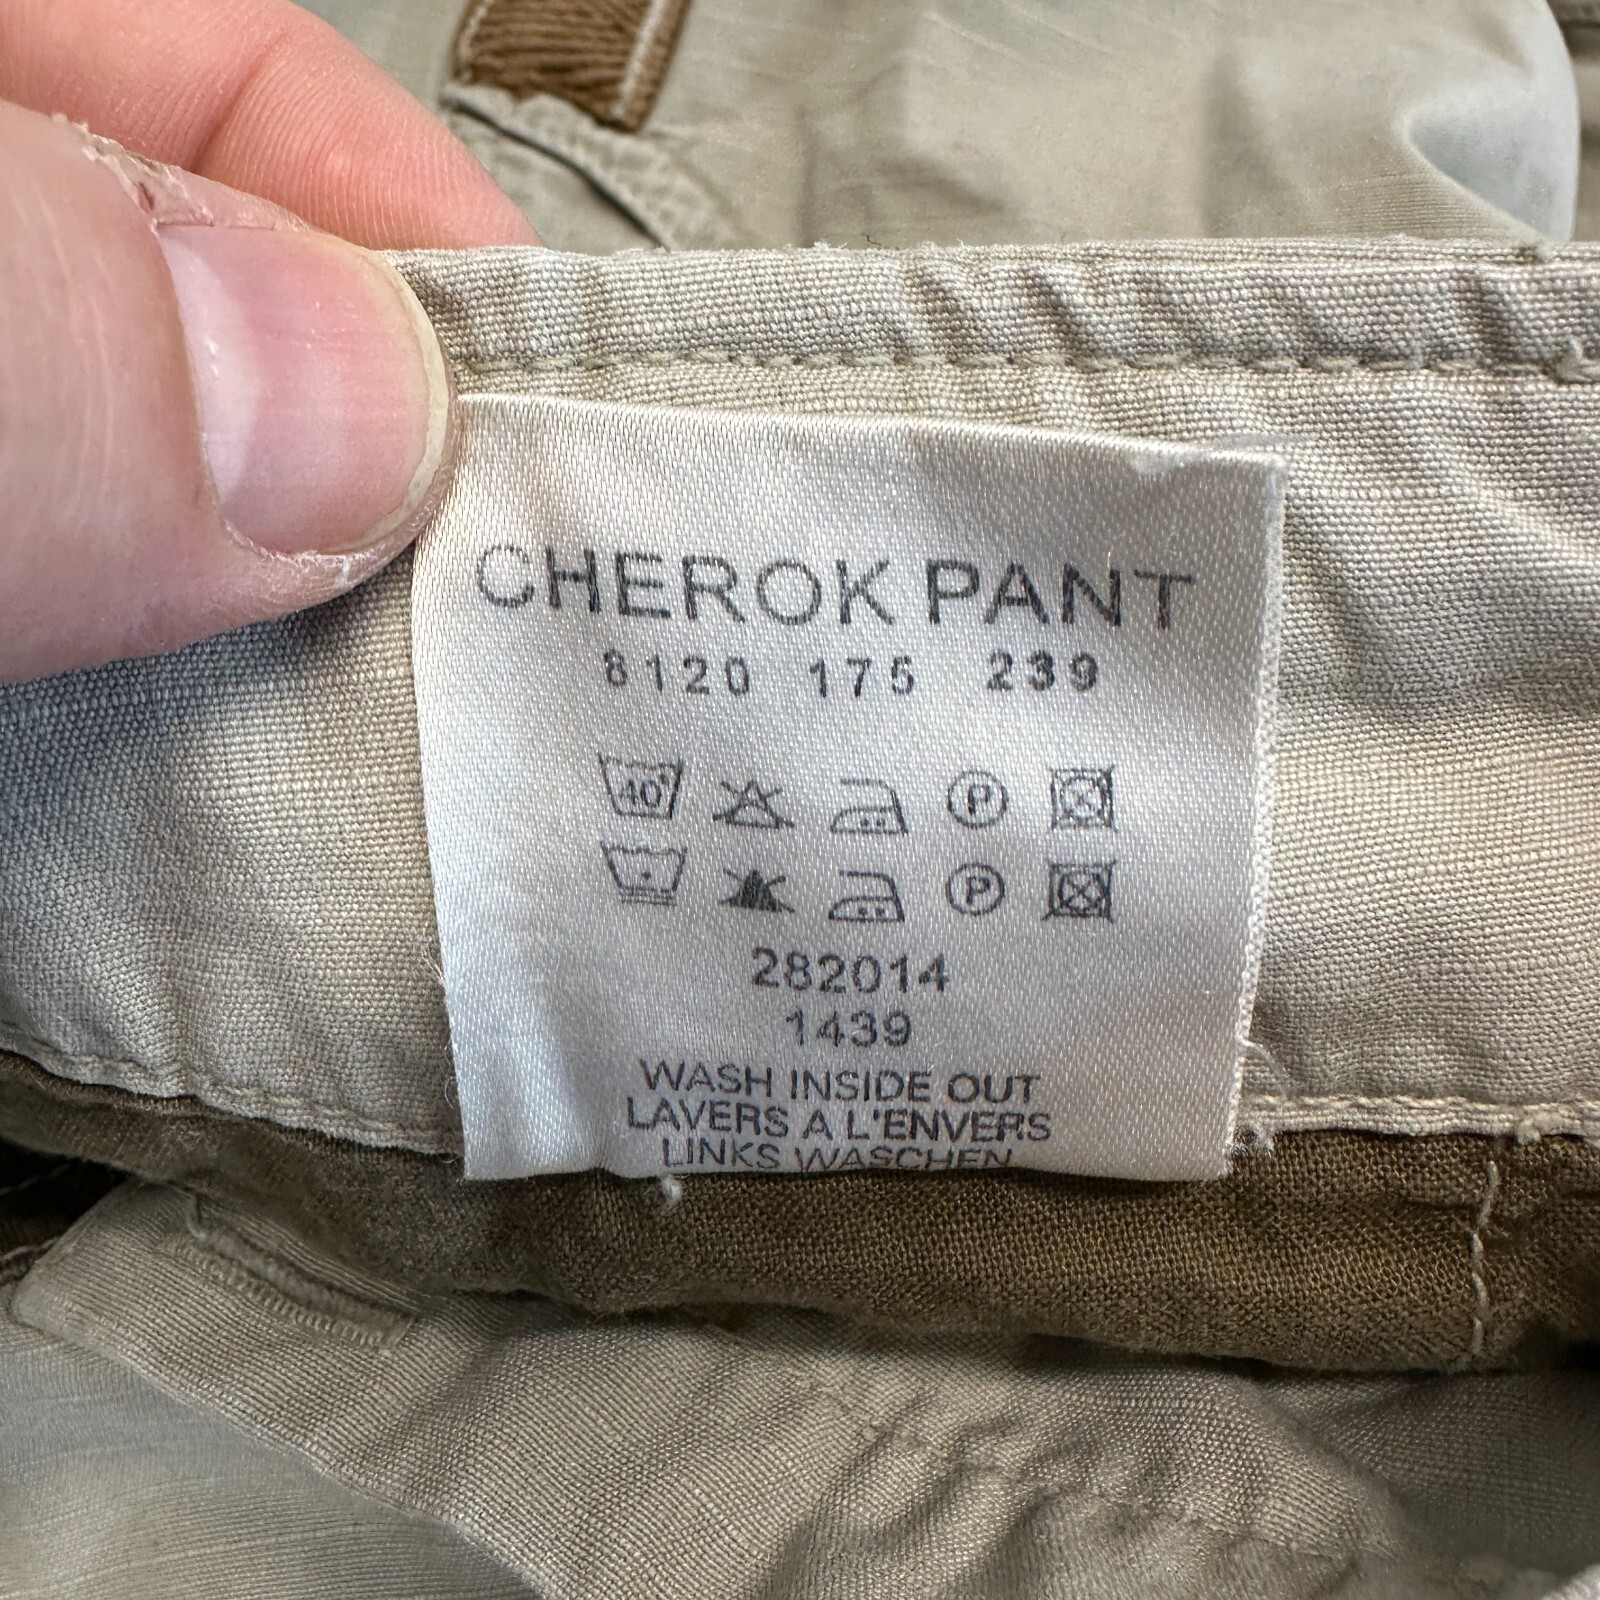 CHEROK PANT
8120 175 239
40°
P
P
282014
1439
WASH INSIDE OUT
LAVERS A L'ENVERS
LINKS WASCHEN